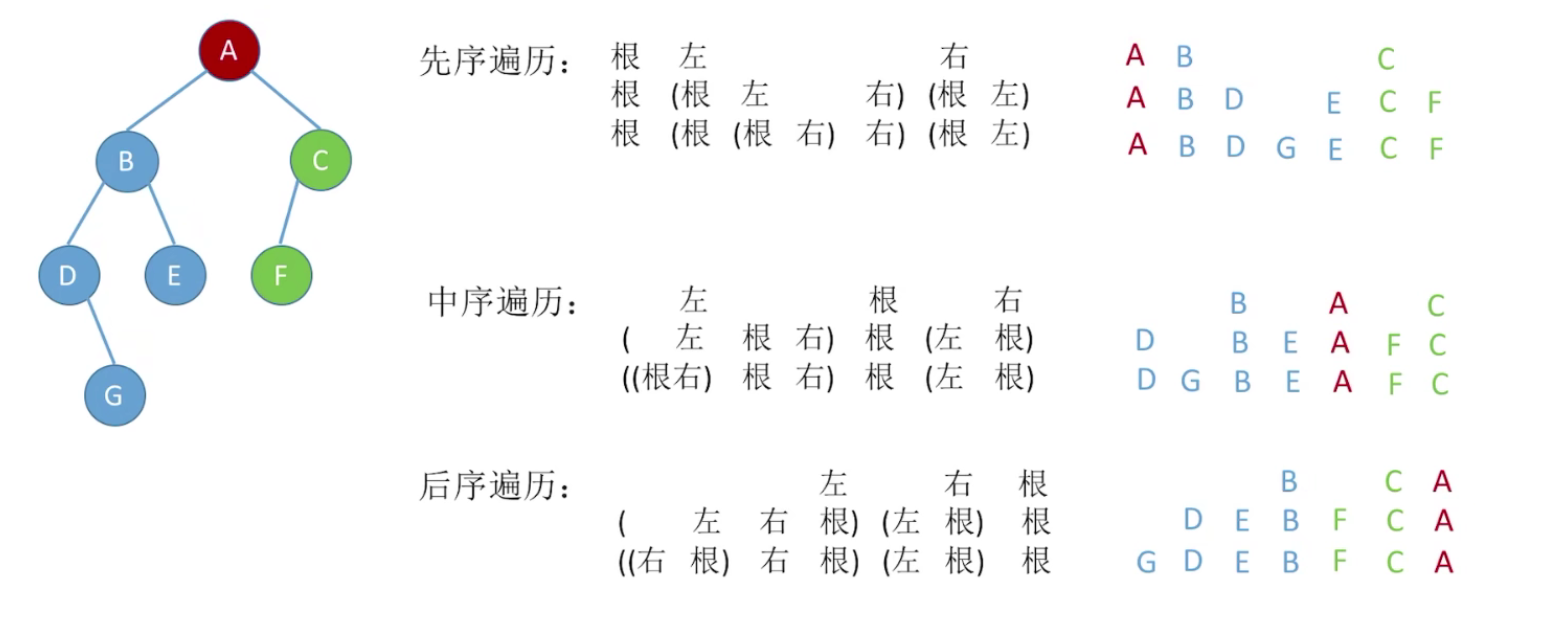 A
B C
D E F
G
先序遍历： 根 左 右 A B C
根 (根 左 右) (根 左) A B D E C F
根 (根 (根 右) 右) (根 左) A B D G E C F
中序遍历： 左 根 右 B A C
( 左 根 右) 根 (左 根) D B E A F C
((根右) 根 右) 根 (左 根) D G B E A F C
后序遍历： 左 右 根 B C A
( 左 右 根) (左 根) 根 D E B F C A
((右 根) 右 根) (左 根) 根 G D E B F C A